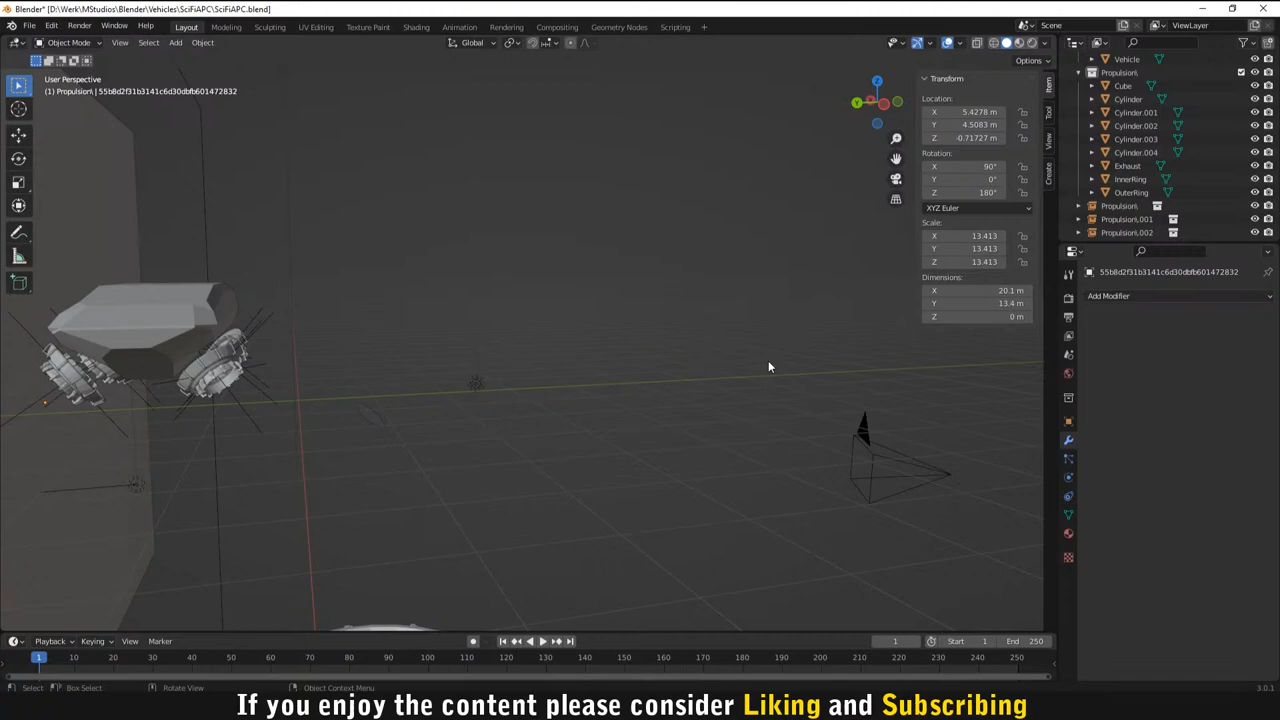 Blender* [D:\Werk\MStudios\Blender\Vehicles\SciFiAPC\SciFiAPC.blend]
File Edit Render Window Help Layout Modeling Sculpting UV Editing Texture Paint Shading Animation Rendering Compositing Geometry Nodes Scripting + Scene ViewLayer
Object Mode View Select Add Object Global
Options
User Perspective
(1) Propulsion\ | 55b8d2f31b3141c6d30dbfb601472832
Transform
Location:
X 5.4278 m
Y 4.5083 m
Z -0.71727 m
Rotation:
X 90°
Y 0°
Z 180°
XYZ Euler
Scale:
X 13.413
Y 13.413
Z 13.413
Dimensions:
X 20.1 m
Y 13.4 m
Z 0 m
Item
Tool
View
Create
Y
Z
Vehicle
Propulsion\
Cube
Cylinder
Cylinder.001
Cylinder.002
Cylinder.003
Cylinder.004
Exhaust
InnerRing
OuterRing
Propulsion\
Propulsion\.001
Propulsion\.002
55b8d2f31b3141c6d30dbfb601472832
Add Modifier
Playback Keying View Marker 1 Start 1 End 250
1 10 20 30 40 50 60 70 80 90 100 110 120 130 140 150 160 170 180 190 200 210 220 230 240 250
Select Box Select Rotate View Object Context Menu 3.0.1
If you enjoy the content please consider Liking and Subscribing